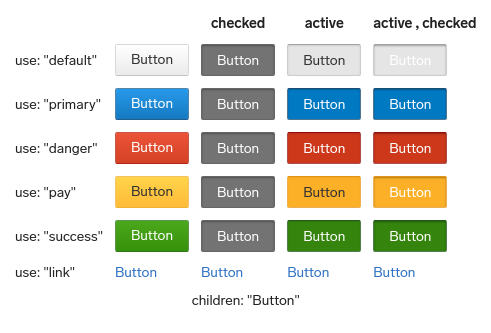 checked active active , checked
use: "default" Button Button Button Button
use: "primary" Button Button Button Button
use: "danger" Button Button Button Button
use: "pay" Button Button Button Button
use: "success" Button Button Button Button
use: "link" Button Button Button Button
children: "Button"